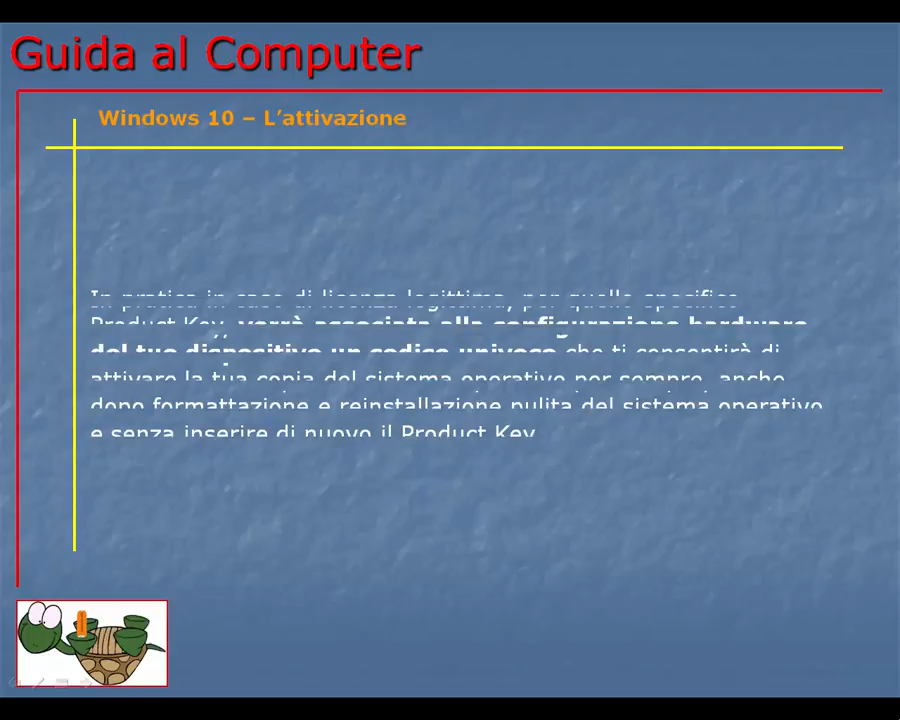 Guida al Computer
Windows 10 – L'attivazione
In pratica in caso di licenza legittima, per quello specifico
Product Key, verrà associata alla configurazione hardware
del tuo dispositivo un codice univoco che ti consentirà di
attivare la tua copia del sistema operativo per sempre, anche
dopo formattazione e reinstallazione pulita del sistema operativo
e senza inserire di nuovo il Product Key.